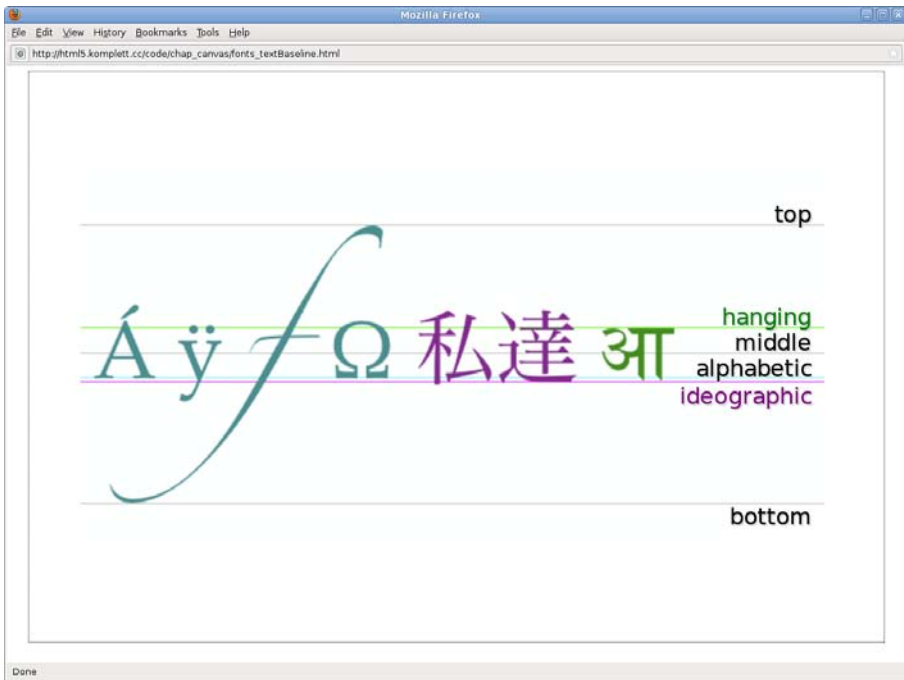 Mozilla Firefox
File Edit View History Bookmarks Tools Help
http://html5.komplett.cc/code/chap_canvas/fonts_textBaseline.html
top
Áÿƒ Ω 私達 आ
hanging
middle
alphabetic
ideographic
bottom
Done